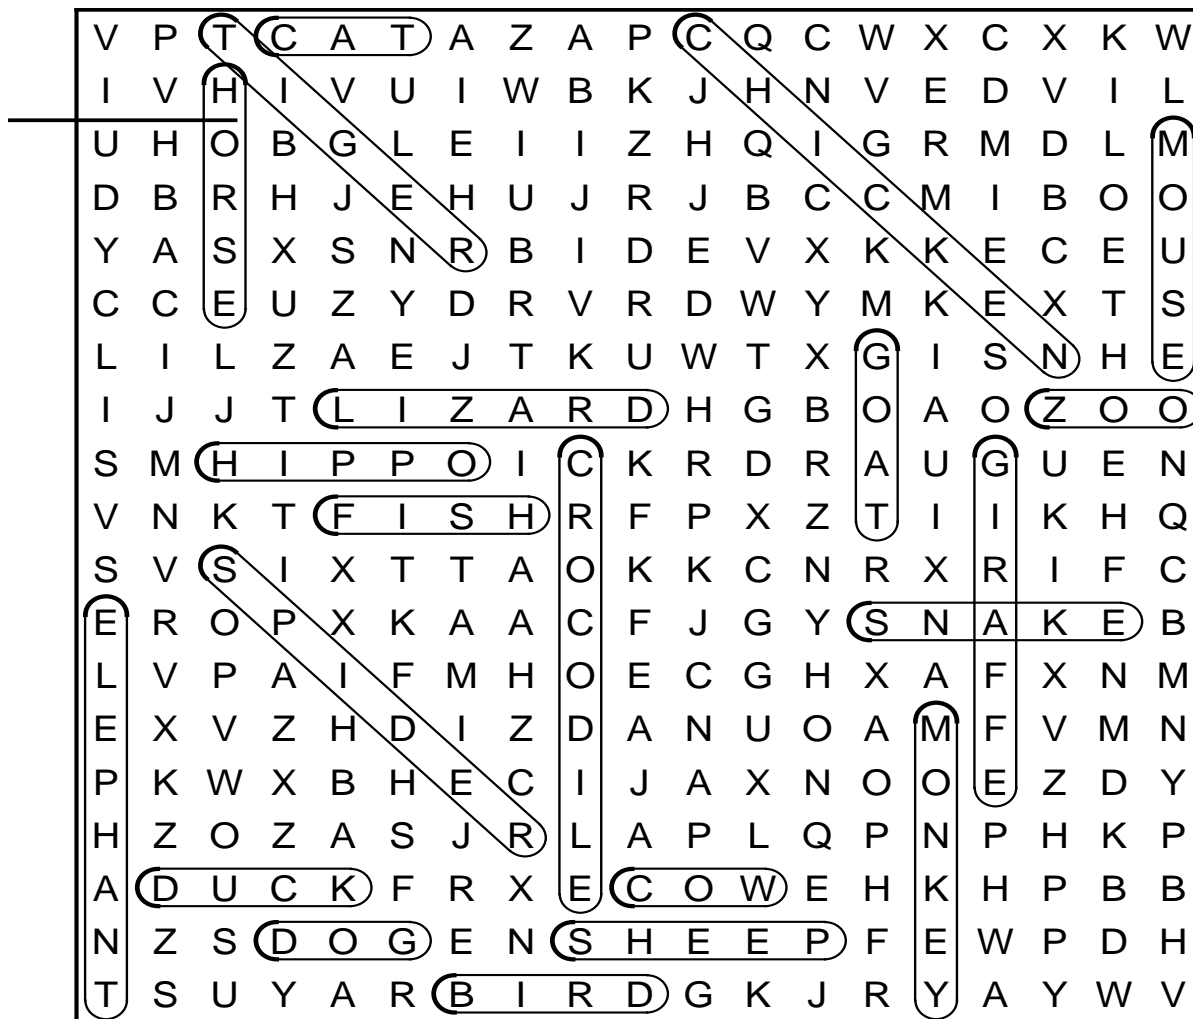 V P T C A T A Z A P C Q C W X C X K W
I V H I V U I W B K J H N V E D V I L
U H O B G L E I I Z H Q I G R M D L M
D B R H J E H U J R J B C C M I B O O
Y A S X S N R B I D E V X K K E C E U
C C E U Z Y D R V R D W Y M K E X T S
L I L Z A E J T K U W T X G I S N H E
I J J T L I Z A R D H G B O A O Z O O
S M H I P P O I C K R D R A U G U E N
V N K T F I S H R F P X Z T I I K H Q
S V S I X T T A O K K C N R X R I F C
E R O P X K A A C F J G Y S N A K E B
L V P A I F M H O E C G H X A F X N M
E X V Z H D I Z D A N U O A M F V M N
P K W X B H E C I J A X N O O E Z D Y
H Z O Z A S J R L A P L Q P N P H K P
A D U C K F R X E C O W E H K H P B B
N Z S D O G E N S H E E P F E W P D H
T S U Y A R B I R D G K J R Y A Y W V